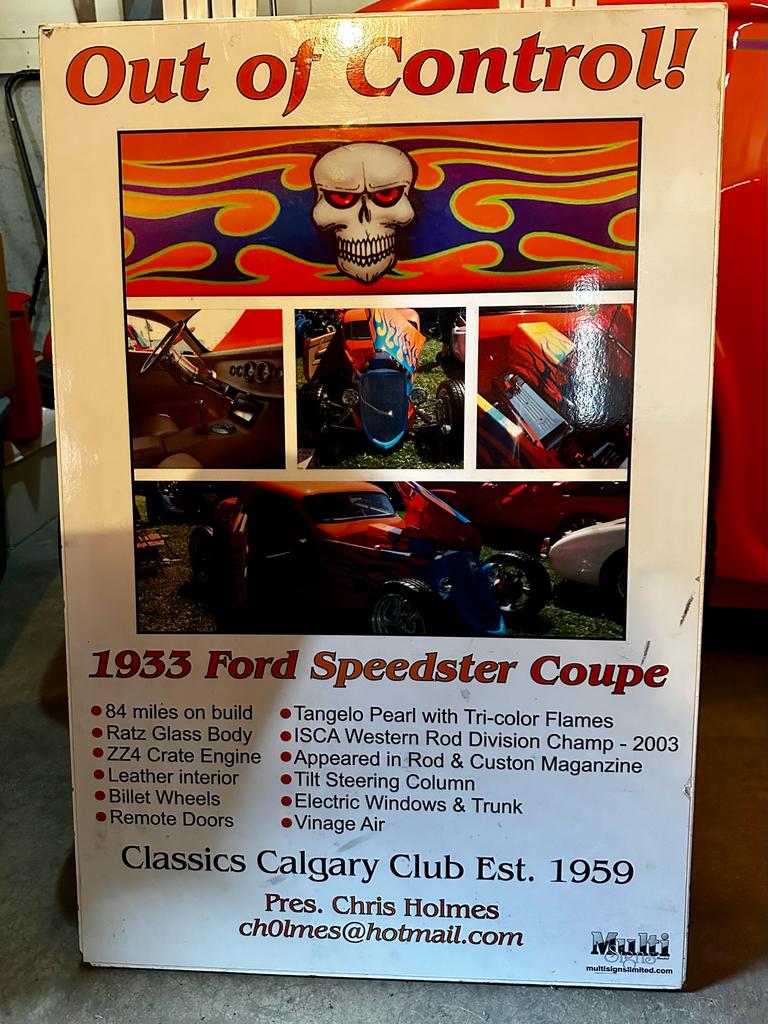 Out of Control!
1933 Ford Speedster Coupe
● 84 miles on build
● Ratz Glass Body
● ZZ4 Crate Engine
● Leather interior
● Billet Wheels
● Remote Doors
● Tangelo Pearl with Tri-color Flames
● ISCA Western Rod Division Champ - 2003
● Appeared in Rod & Custon Maganzine
● Tilt Steering Column
● Electric Windows & Trunk
● Vinage Air
Classics Calgary Club Est. 1959
Pres. Chris Holmes
ch0lmes@hotmail.com
Multi
Signs
multisignslimited.com